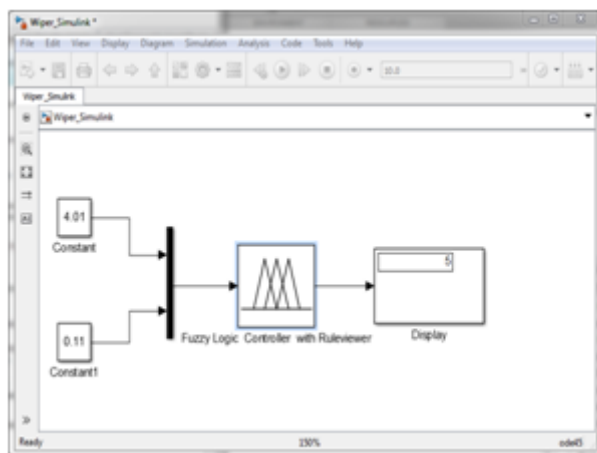 Wiper_Simulink *
File Edit View Display Diagram Simulation Analysis Code Tools Help
10.0
Wiper_Simulink
Wiper_Simulink
4.01
Constant
0.11
Constant1
Fuzzy Logic Controller with Ruleviewer
5
Display
Ready
150%
ode45